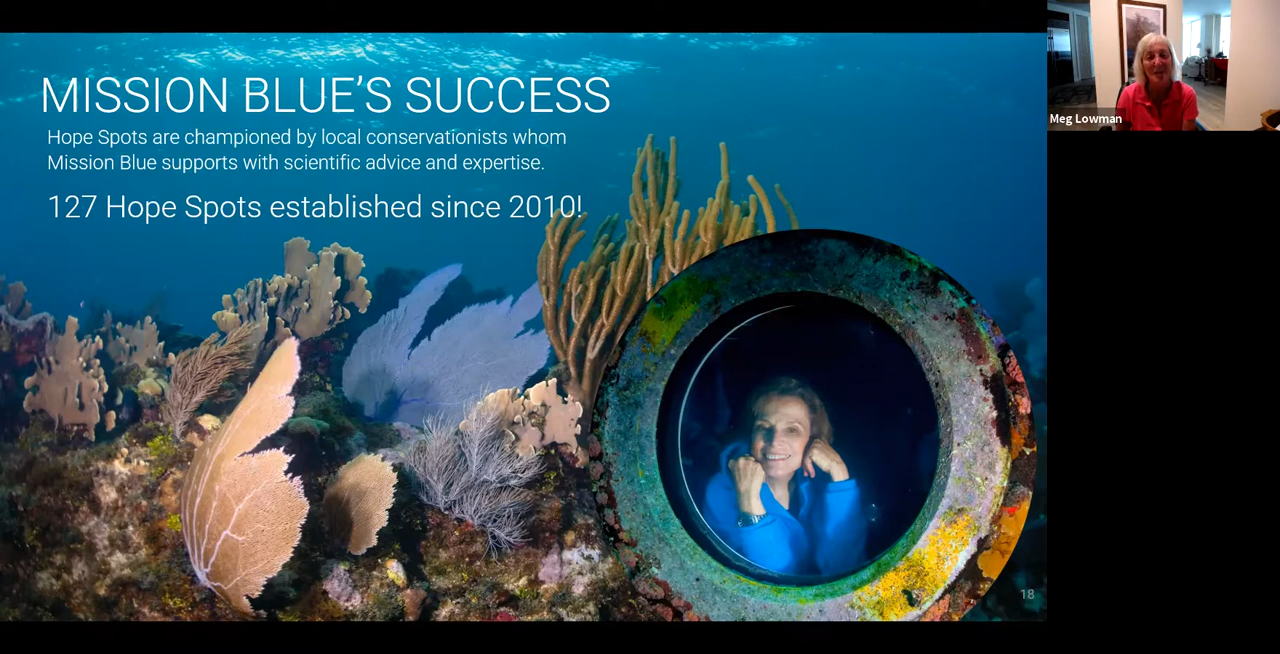 MISSION BLUE'S SUCCESS
Hope Spots are championed by local conservationists whom
Mission Blue supports with scientific advice and expertise.
127 Hope Spots established since 2010!
Meg Lowman
18